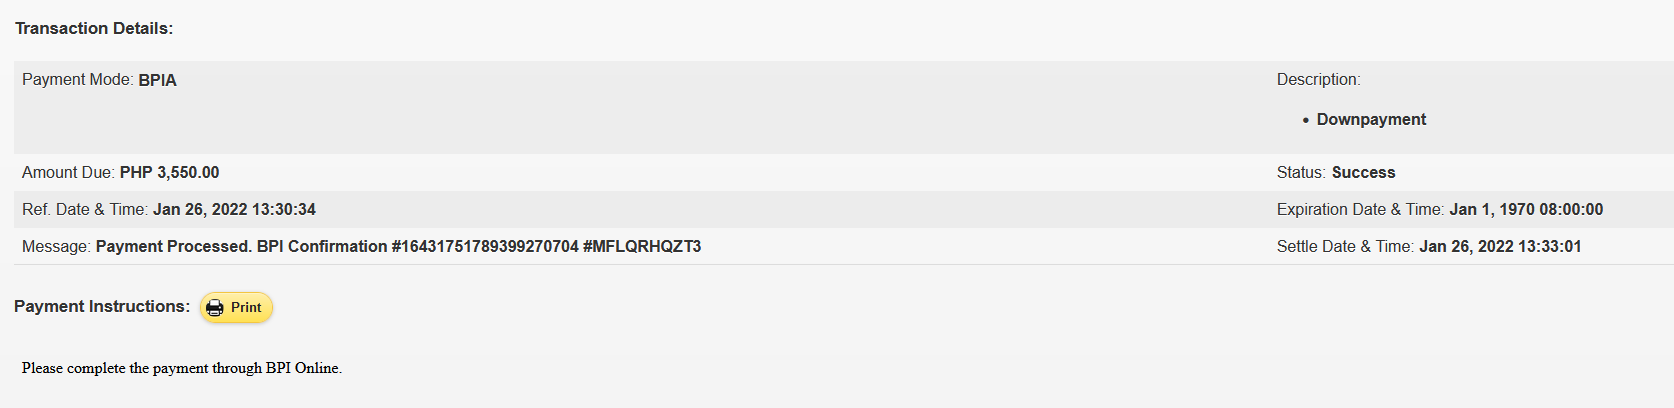 Transaction Details:
Payment Mode: BPIA
Description:
• Downpayment
Amount Due: PHP 3,550.00
Status: Success
Ref. Date & Time: Jan 26, 2022 13:30:34
Expiration Date & Time: Jan 1, 1970 08:00:00
Message: Payment Processed. BPI Confirmation #16431751789399270704 #MFLQRHQZT3
Settle Date & Time: Jan 26, 2022 13:33:01
Payment Instructions: Print
Please complete the payment through BPI Online.